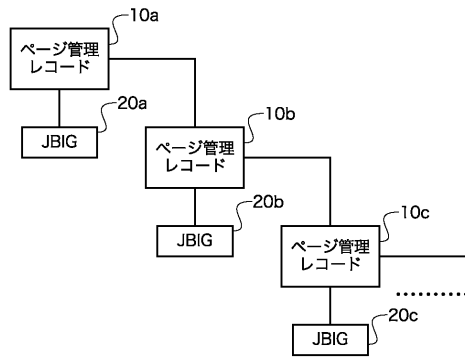 10a
ページ管理
レコード
20a
JBIG
10b
ページ管理
レコード
20b
JBIG
10c
ページ管理
レコード
20c
JBIG